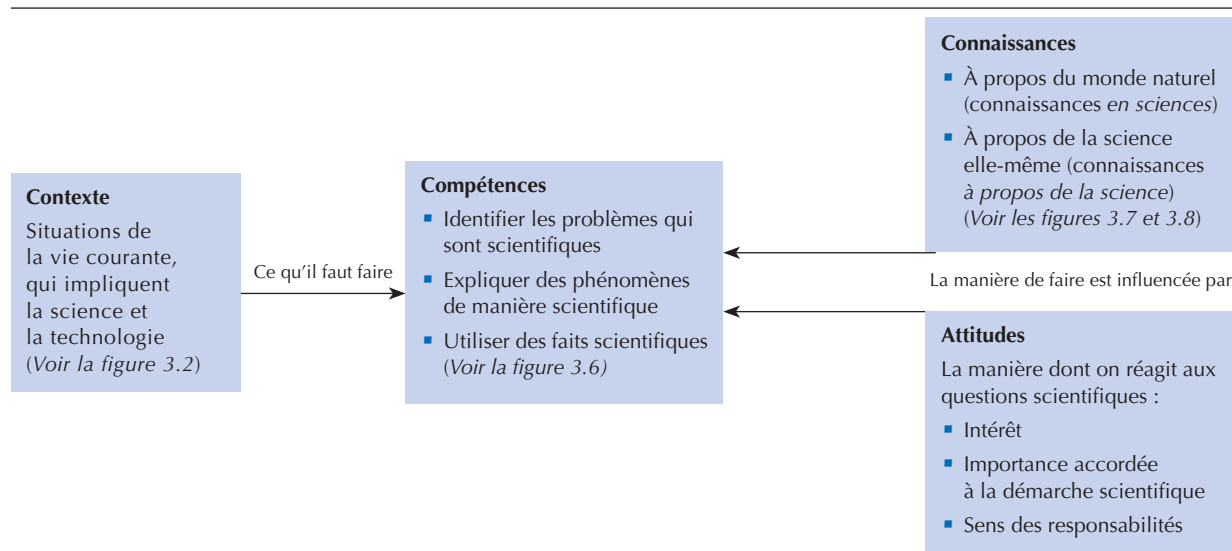 Contexte
Situations de
la vie courante,
qui impliquent
la science et
la technologie
(Voir la figure 3.2)
Ce qu'il faut faire
Compétences
▪ Identifier les problèmes qui
sont scientifiques
▪ Expliquer des phénomènes
de manière scientifique
▪ Utiliser des faits scientifiques
(Voir la figure 3.6)
Connaissances
▪ À propos du monde naturel
(connaissances en sciences)
▪ À propos de la science
elle-même (connaissances
à propos de la science)
(Voir les figures 3.7 et 3.8)
La manière de faire est influencée par
Attitudes
La manière dont on réagit aux
questions scientifiques :
▪ Intérêt
▪ Importance accordée
à la démarche scientifique
▪ Sens des responsabilités